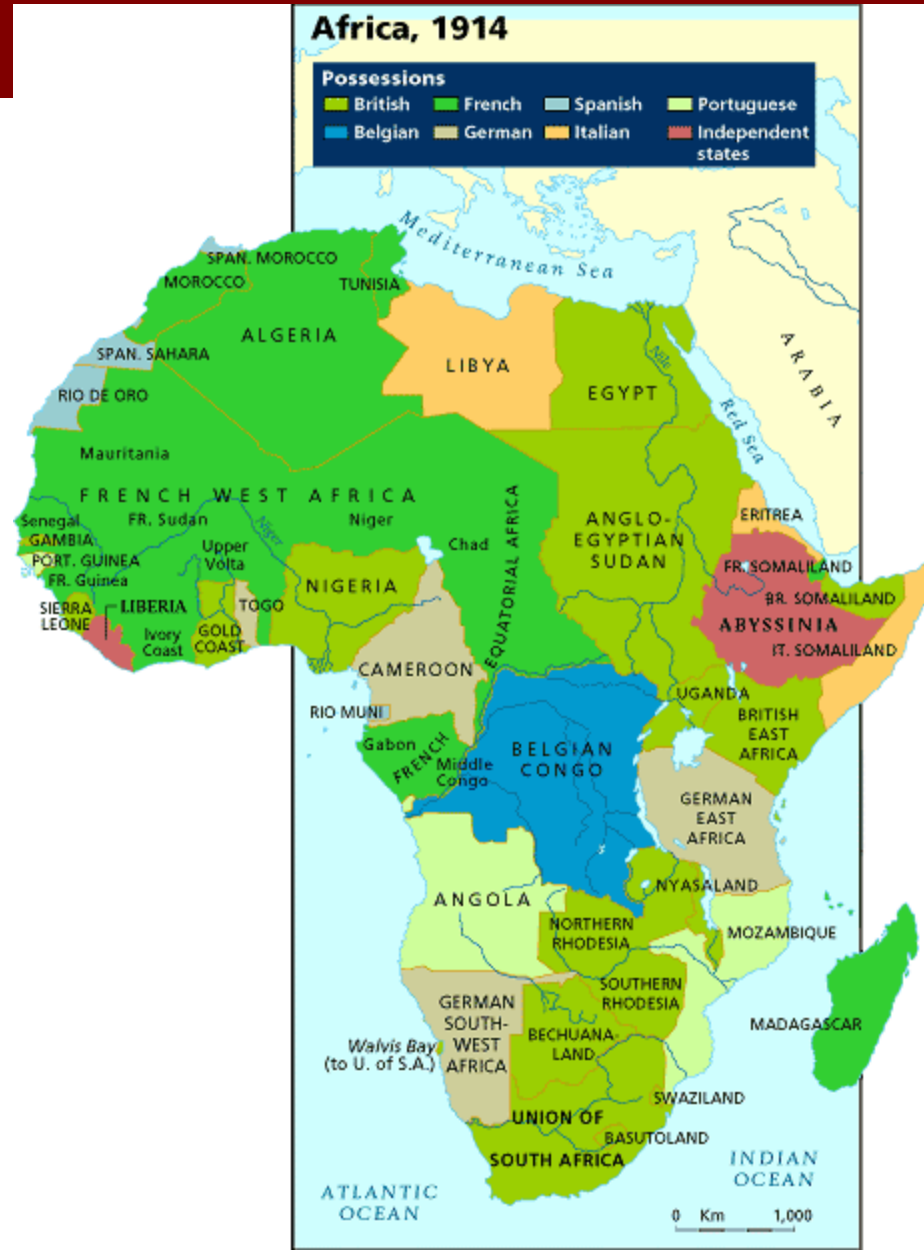 Africa, 1914
Possessions
British French Spanish Portuguese
Belgian German Italian Independent
states
Mediterranean Sea
SPAN. MOROCCO
MOROCCO
TUNISIA
ALGERIA
SPAN. SAHARA
LIBYA
RIO DE ORO
EGYPT
Nile
ARABIA
Red Sea
Mauritania
FRENCH WEST AFRICA
Senegal
FR. Sudan
Niger
Niger
GAMBIA
PORT. GUINEA
FR. Guinea
Upper
Volta
Chad
EQUATORIAL AFRICA
ANGLO-
EGYPTIAN
SUDAN
ERITREA
FR. SOMALILAND
BR. SOMALILAND
ABYSSINIA
IT. SOMALILAND
NIGERIA
SIERRA
LEONE
LIBERIA
TOGO
Ivory
Coast
GOLD
COAST
CAMEROON
RIO MUNI
UGANDA
BRITISH
EAST
AFRICA
Gabon
FRENCH
Middle
Congo
BELGIAN
CONGO
GERMAN
EAST
AFRICA
NYASALAND
ANGOLA
NORTHERN
RHODESIA
MOZAMBIQUE
SOUTHERN
RHODESIA
GERMAN
SOUTH-
WEST
AFRICA
BECHUANA-
LAND
MADAGASCAR
Walvis Bay
(to U. of S.A.)
SWAZILAND
UNION OF
SOUTH AFRICA
BASUTOLAND
INDIAN
OCEAN
ATLANTIC
OCEAN
0 Km 1,000